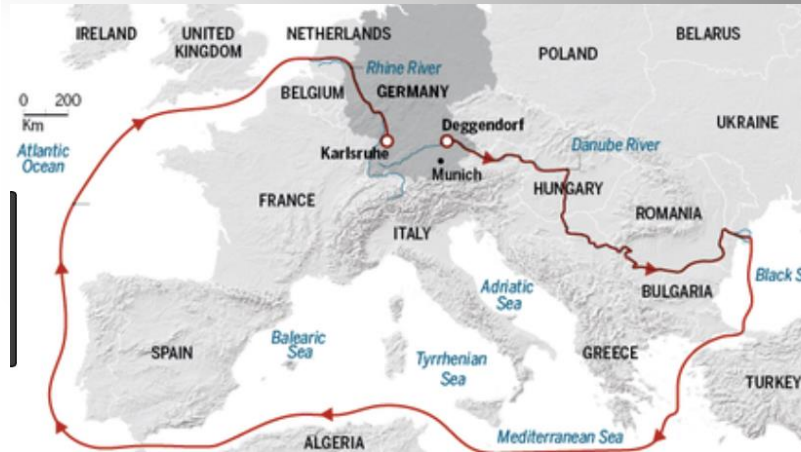 IRELAND
UNITED
KINGDOM
NETHERLANDS
BELARUS
POLAND
Rhine River
BELGIUM
GERMANY
0 200
Km
UKRAINE
Atlantic
Ocean
Karlsruhe
Deggendorf
Danube River
Munich
HUNGARY
FRANCE
ROMANIA
ITALY
Black S
BULGARIA
Adriatic
Sea
SPAIN
Balearic
Sea
Tyrrhenian
Sea
GREECE
TURKEY
ALGERIA
Mediterranean Sea